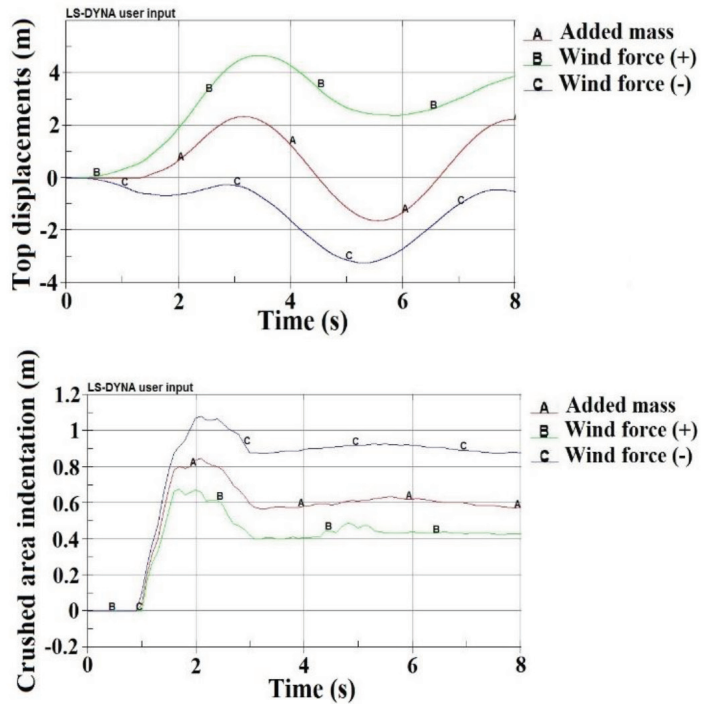 LS-DYNA user input
Top displacements (m)
4
2
0
-2
-4
0 2 4 6 8
Time (s)
A A A A
B B B B
C C C C
A Added mass
B Wind force (+)
C Wind force (-)
LS-DYNA user input
Crushed area indentation (m)
1.2
1
0.8
0.6
0.4
0.2
0
-0.2
0 2 4 6 8
Time (s)
C C C C
A A A A
B B B B
A Added mass
B Wind force (+)
C Wind force (-)